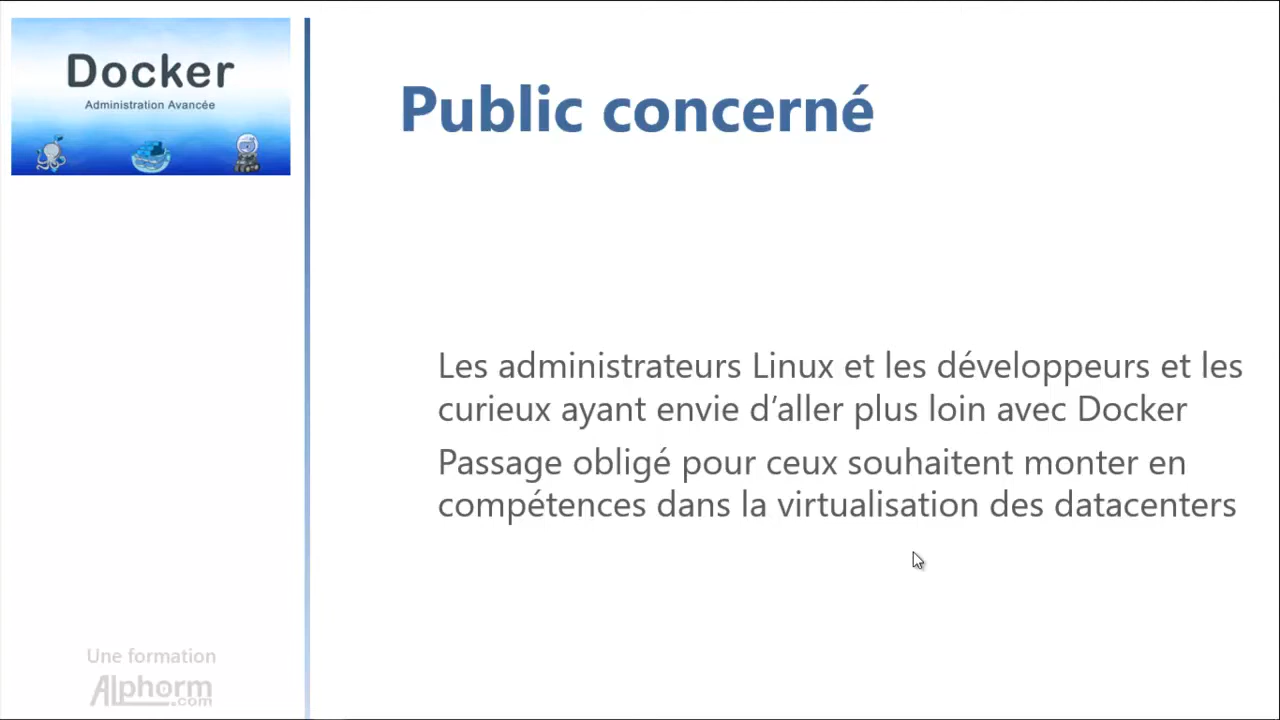 Docker
Administration Avancée
Public concerné
Les administrateurs Linux et les développeurs et les
curieux ayant envie d’aller plus loin avec Docker
Passage obligé pour ceux souhaitent monter en
compétences dans la virtualisation des datacenters
Une formation
Alphorm
.com